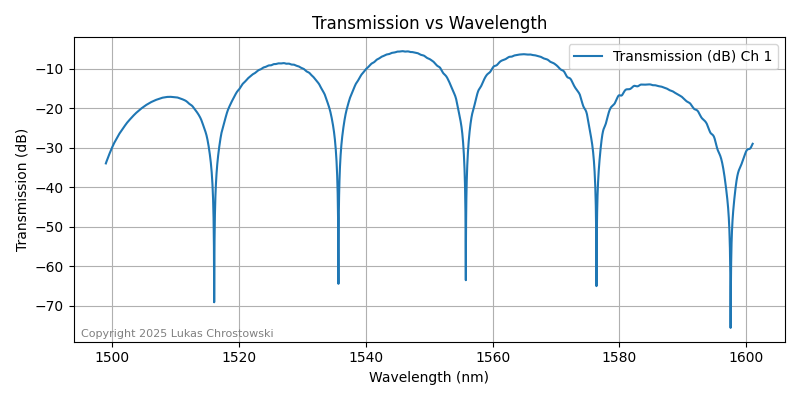 Transmission vs Wavelength
Transmission (dB) Ch 1
Transmission (dB)
−10
−20
−30
−40
−50
−60
−70
Copyright 2025 Lukas Chrostowski
1500 1520 1540 1560 1580 1600
Wavelength (nm)